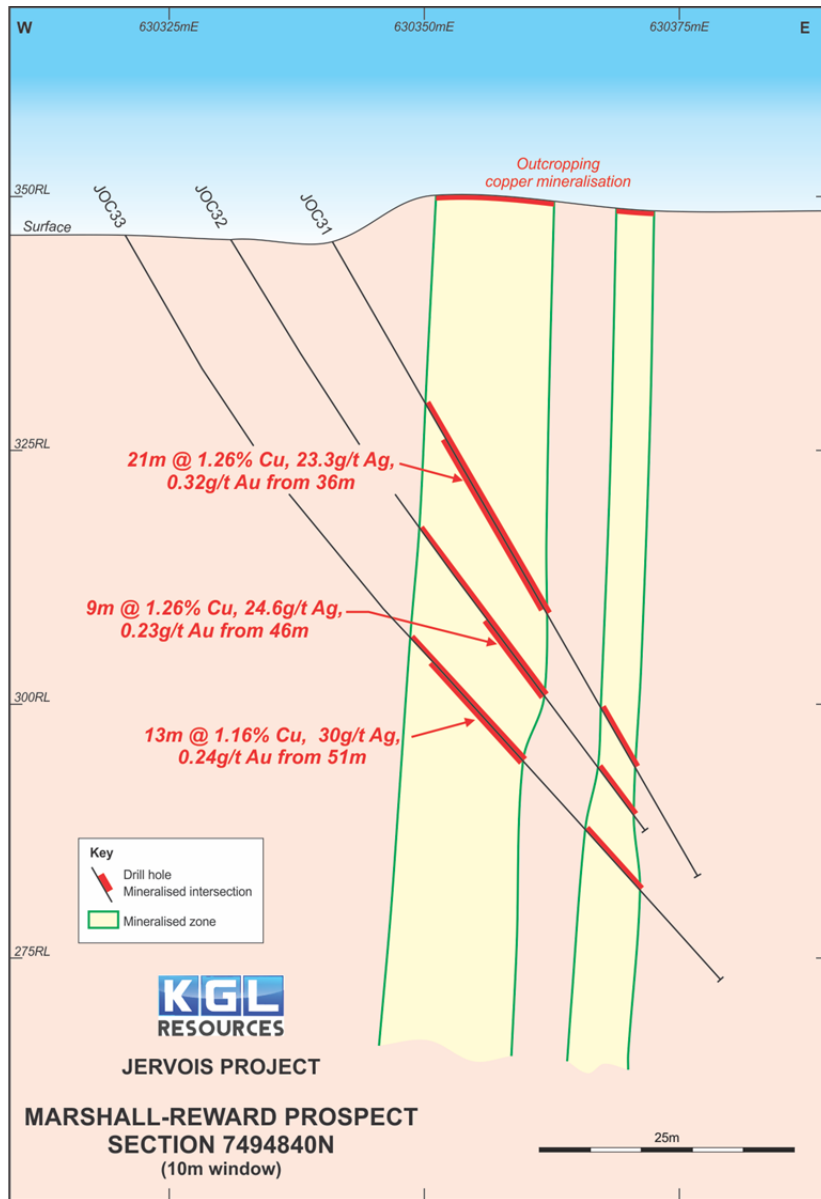 W
630325mE
630350mE
630375mE
E
Outcropping
copper mineralisation
350RL
JOC33
JOC32
JOC31
Surface
325RL
21m @ 1.26% Cu, 23.3g/t Ag,
0.32g/t Au from 36m
9m @ 1.26% Cu, 24.6g/t Ag,
0.23g/t Au from 46m
300RL
13m @ 1.16% Cu, 30g/t Ag,
0.24g/t Au from 51m
Key
Drill hole
Mineralised intersection
Mineralised zone
275RL
KGL
RESOURCES
JERVOIS PROJECT
MARSHALL-REWARD PROSPECT
SECTION 7494840N
(10m window)
25m